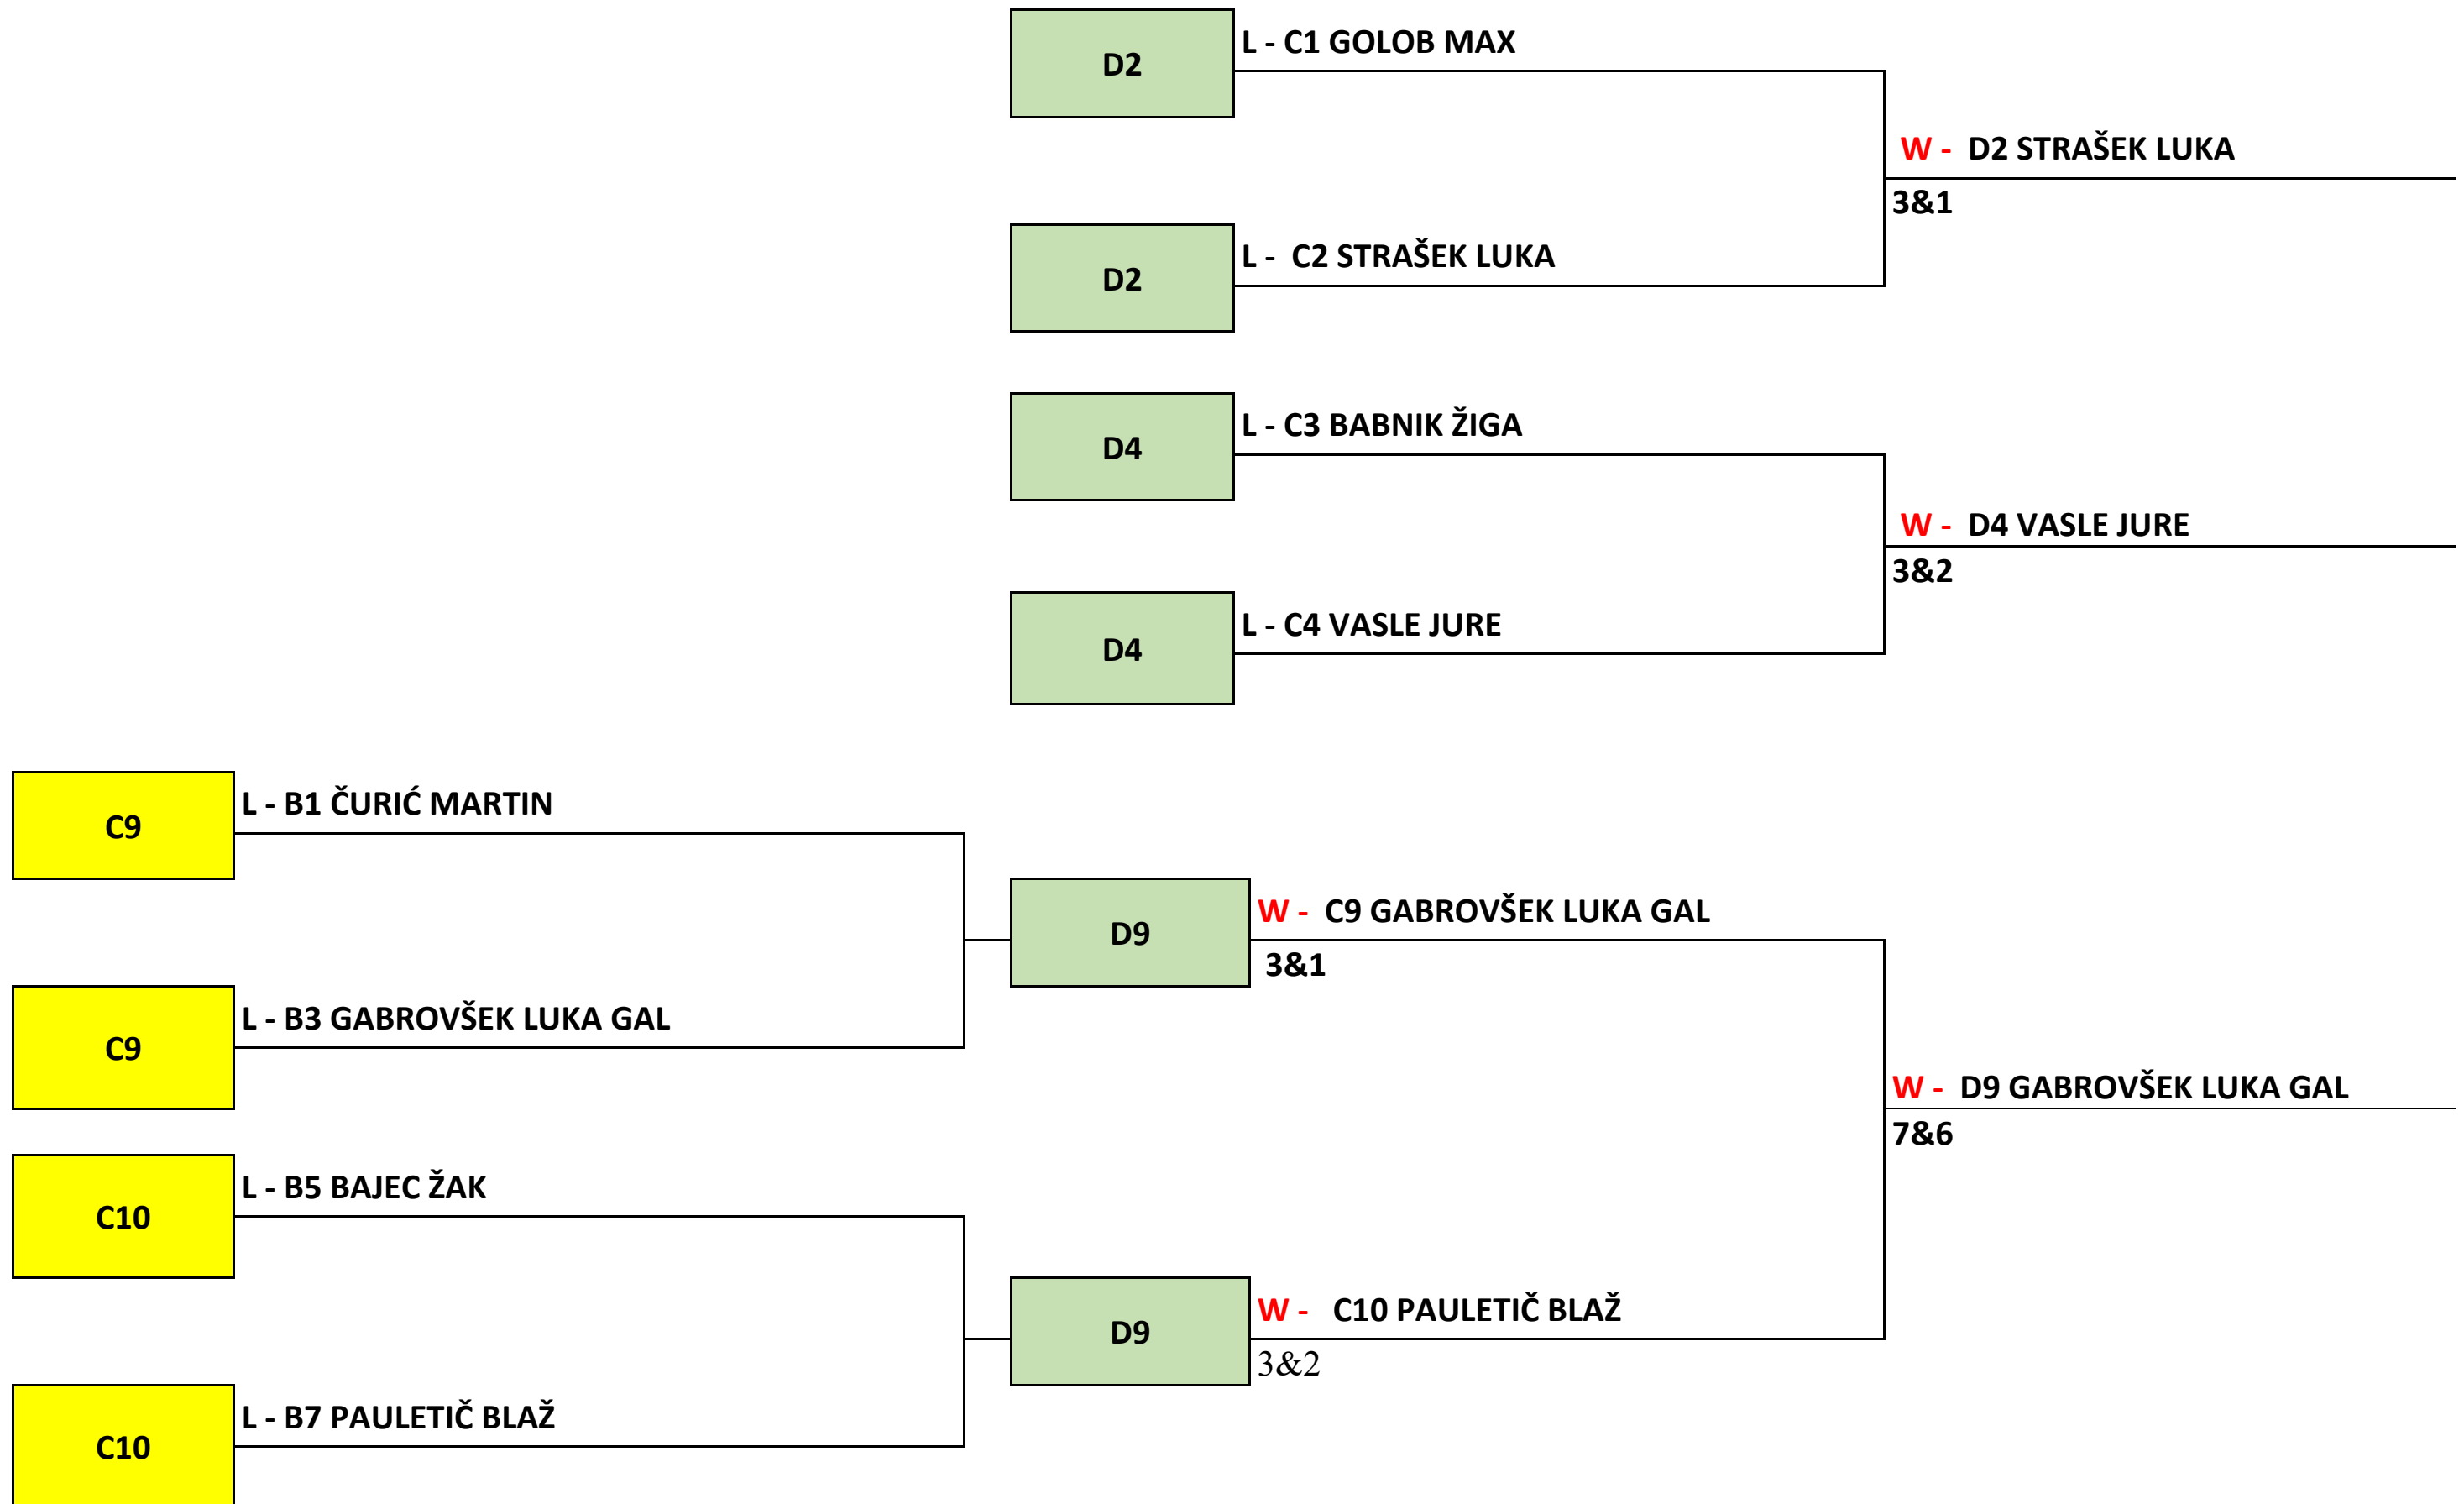 D2
L - C1 GOLOB MAX
W - D2 STRAŠEK LUKA
3&1
D2
L - C2 STRAŠEK LUKA
D4
L - C3 BABNIK ŽIGA
W - D4 VASLE JURE
3&2
D4
L - C4 VASLE JURE
C9
L - B1 ČURIĆ MARTIN
D9
W - C9 GABROVŠEK LUKA GAL
3&1
C9
L - B3 GABROVŠEK LUKA GAL
W - D9 GABROVŠEK LUKA GAL
7&6
C10
L - B5 BAJEC ŽAK
D9
W - C10 PAULETIČ BLAŽ
3&2
C10
L - B7 PAULETIČ BLAŽ